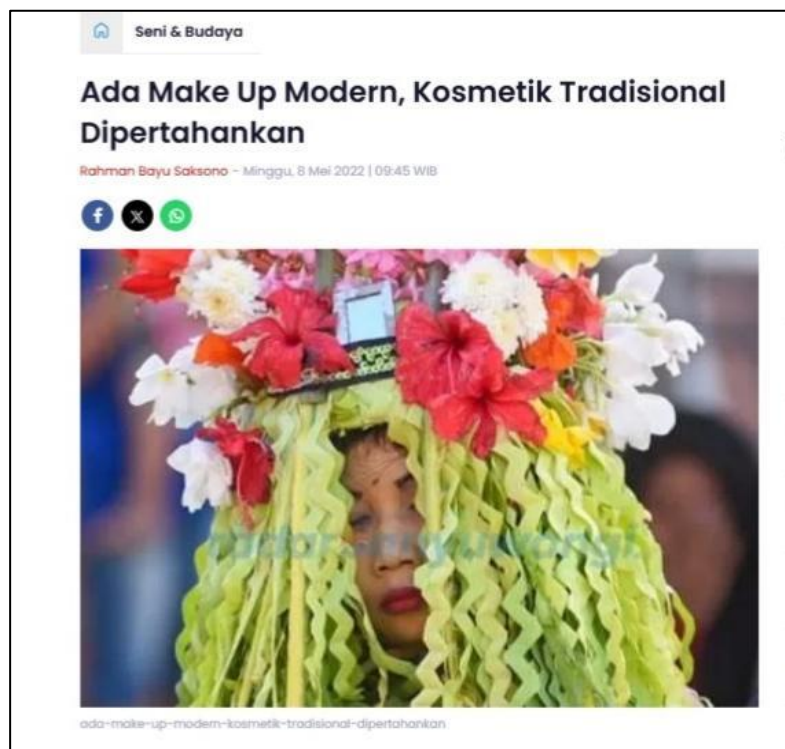 Seni & Budaya
Ada Make Up Modern, Kosmetik Tradisional
Dipertahankan
Rahman Bayu Saksono - Minggu, 8 Mei 2022 | 09:45 WIB
radarbanyuwangi
ada-make-up-modern-kosmetik-tradisional-dipertahankan